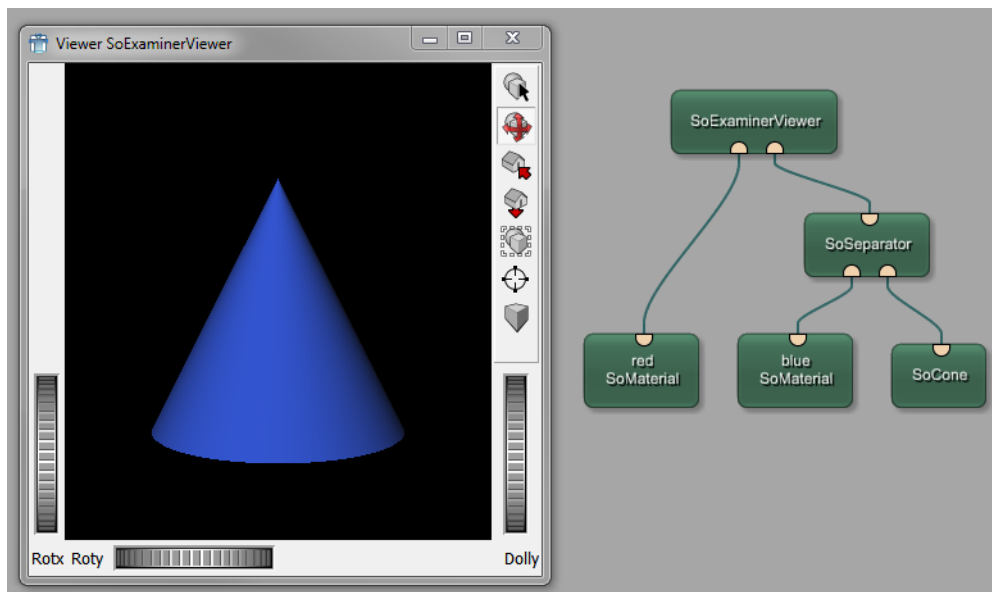 Viewer SoExaminerViewer
SoExaminerViewer
SoSeparator
red
SoMaterial
blue
SoMaterial
SoCone
Rotx Roty
Dolly